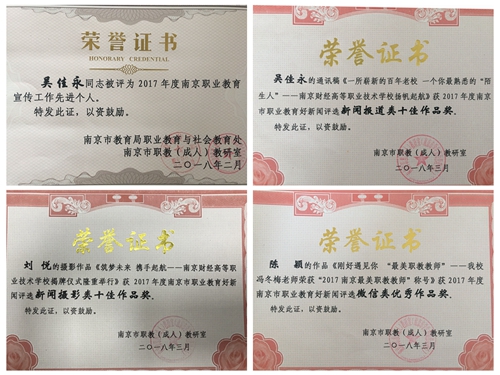 荣誉证书
HONORARY CREDENTIAL
吴佳永同志被评为2017年度南京职业教育
宣传工作先进个人。
特发此证，以资鼓励。
南京市教育局职业教育与社会教育处
南京市职教（成人）教研室
二〇一八年二月
荣誉证书
吴佳永的通讯稿《一所崭新的百年老校 一个你最熟悉的“陌
生人”——南京财经高等职业技术学校扬帆起航》获2017年度
南京市职业教育好新闻评选新闻报道类十佳作品奖。
特发此证，以资鼓励。
南京市职教（成人）教研室
二〇一八年三月
荣誉证书
刘 悦的摄影作品《筑梦未来 携手起航——南京财经高等职
业技术学校揭牌仪式隆重举行》获2017年度南京市职业教育好新
闻评选新闻摄影类十佳作品奖。
特发此证，以资鼓励。
南京市职教（成人）教研室
二〇一八年三月
荣誉证书
陈 颖的作品《刚好遇见你 “最美职教教师”——我校
冯冬梅老师荣获“2017南京最美职教教师”称号》获2017年度
南京市职业教育好新闻评选微信类优秀作品奖。
特发此证，以资鼓励。
南京市职教（成人）教研室
二〇一八年三月